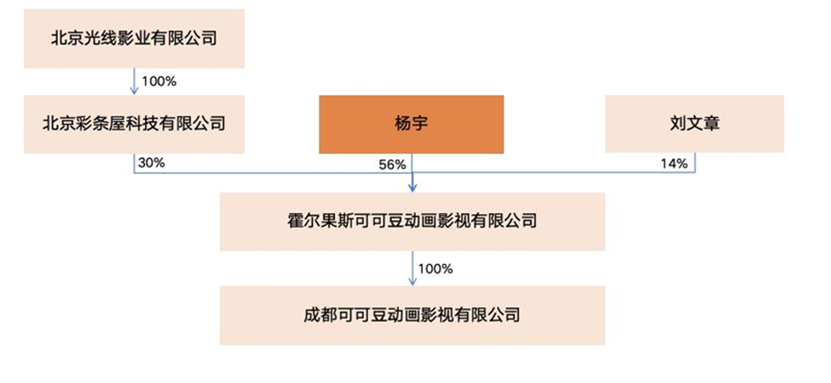 北京光线影业有限公司
100%
北京彩条屋科技有限公司
杨宇
刘文章
30%
56%
14%
霍尔果斯可可豆动画影视有限公司
100%
成都可可豆动画影视有限公司